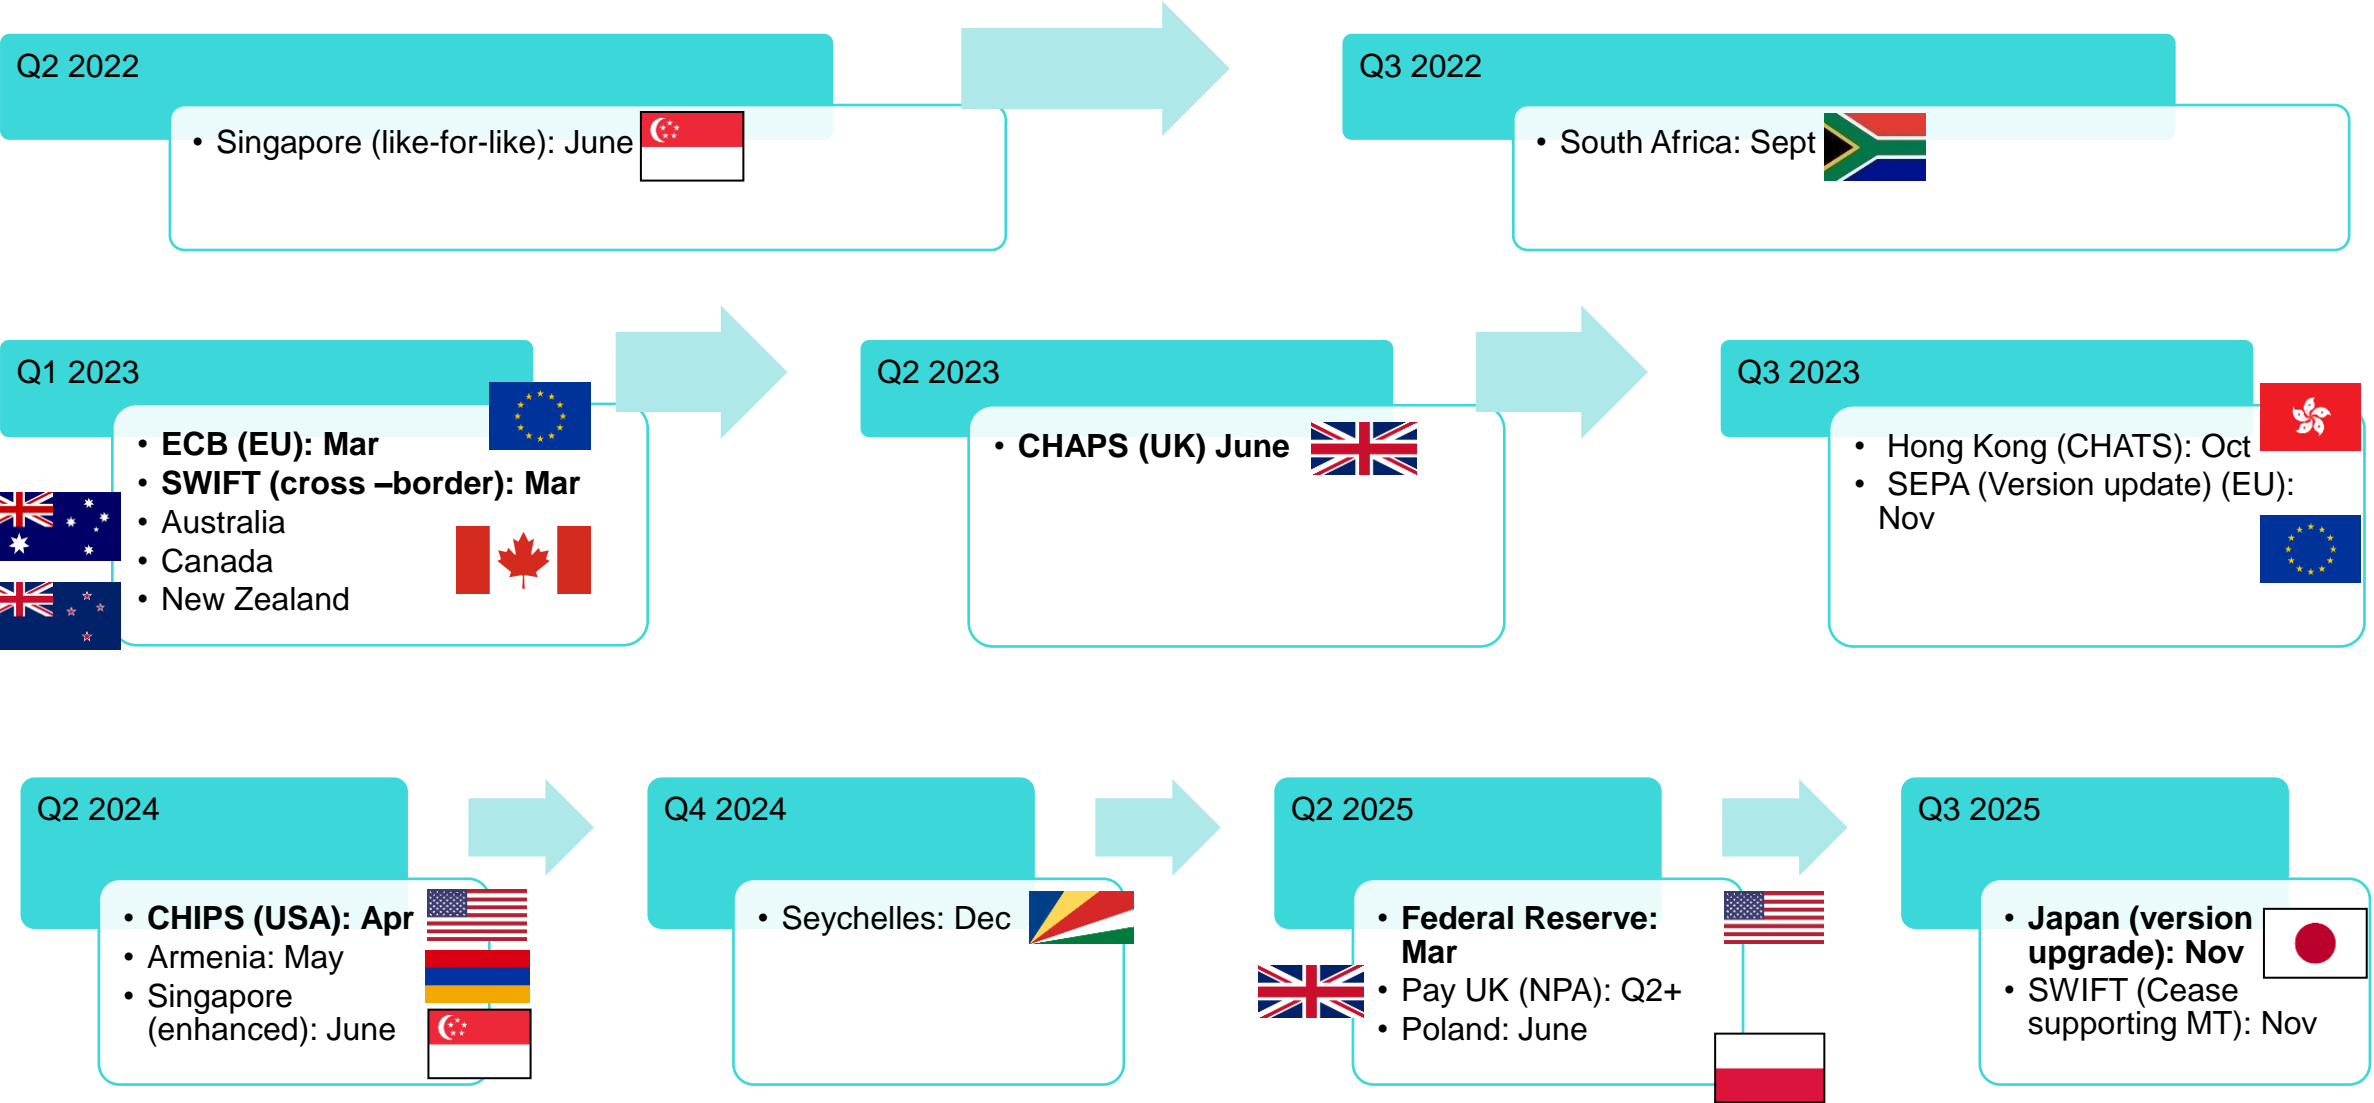 Q2 2022
• Singapore (like-for-like): June
Q3 2022
• South Africa: Sept
Q1 2023
• ECB (EU): Mar
• SWIFT (cross –border): Mar
• Australia
• Canada
• New Zealand
Q2 2023
• CHAPS (UK) June
Q3 2023
• Hong Kong (CHATS): Oct
• SEPA (Version update) (EU):
Nov
Q2 2024
• CHIPS (USA): Apr
• Armenia: May
• Singapore
(enhanced): June
Q4 2024
• Seychelles: Dec
Q2 2025
• Federal Reserve:
Mar
• Pay UK (NPA): Q2+
• Poland: June
Q3 2025
• Japan (version
upgrade): Nov
• SWIFT (Cease
supporting MT): Nov